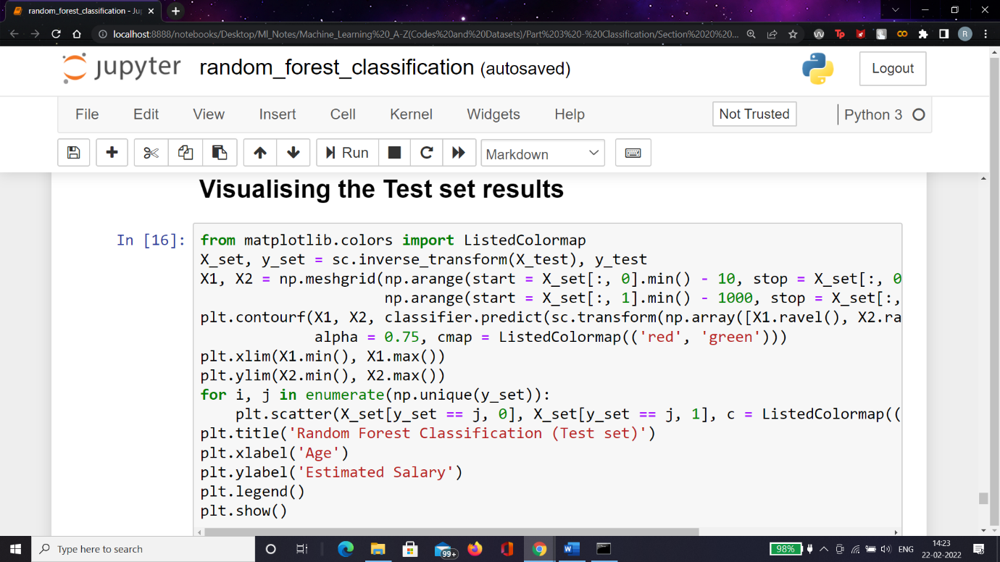 random_forest_classification - Ju
localhost:8888/notebooks/Desktop/Ml_Notes/Machine_Learning%20_A-Z(Codes%20and%20Datasets)/Part%203%20-%20Classification/Section%2020%20...
Tp
R
jupyter random_forest_classification (autosaved)
Logout
File Edit View Insert Cell Kernel Widgets Help
Not Trusted
Python 3
Run
Markdown
Visualising the Test set results
In [16]:
from matplotlib.colors import ListedColormap
X_set, y_set = sc.inverse_transform(X_test), y_test
X1, X2 = np.meshgrid(np.arange(start = X_set[:, 0].min() - 10, stop = X_set[:, 0
np.arange(start = X_set[:, 1].min() - 1000, stop = X_set[:,
plt.contourf(X1, X2, classifier.predict(sc.transform(np.array([X1.ravel(), X2.ra
alpha = 0.75, cmap = ListedColormap(('red', 'green')))
plt.xlim(X1.min(), X1.max())
plt.ylim(X2.min(), X2.max())
for i, j in enumerate(np.unique(y_set)):
plt.scatter(X_set[y_set == j, 0], X_set[y_set == j, 1], c = ListedColormap((
plt.title('Random Forest Classification (Test set)')
plt.xlabel('Age')
plt.ylabel('Estimated Salary')
plt.legend()
plt.show()
Type here to search
99+
98%
ENG
14:23
22-02-2022